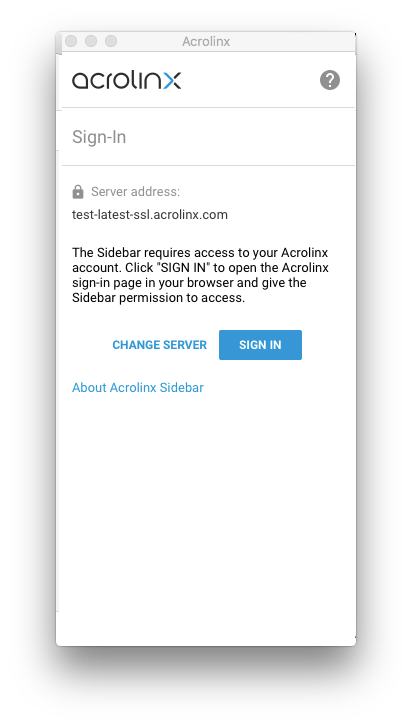 Acrolinx
acrolinx
?
Sign-In
Server address:
test-latest-ssl.acrolinx.com
The Sidebar requires access to your Acrolinx
account. Click "SIGN IN" to open the Acrolinx
sign-in page in your browser and give the
Sidebar permission to access.
CHANGE SERVER
SIGN IN
About Acrolinx Sidebar